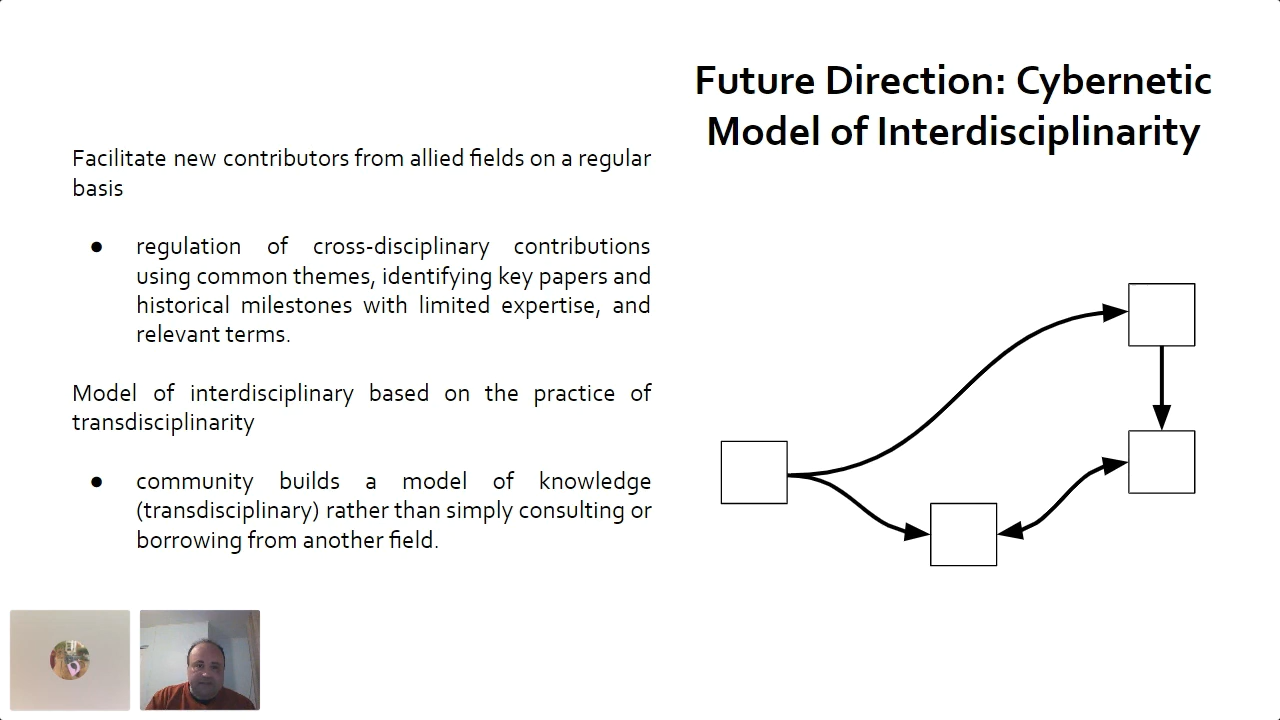 Future Direction: Cybernetic
Model of Interdisciplinarity
Facilitate new contributors from allied fields on a regular
basis
● regulation of cross-disciplinary contributions
using common themes, identifying key papers and
historical milestones with limited expertise, and
relevant terms.
Model of interdisciplinary based on the practice of
transdisciplinarity
● community builds a model of knowledge
(transdisciplinary) rather than simply consulting or
borrowing from another field.